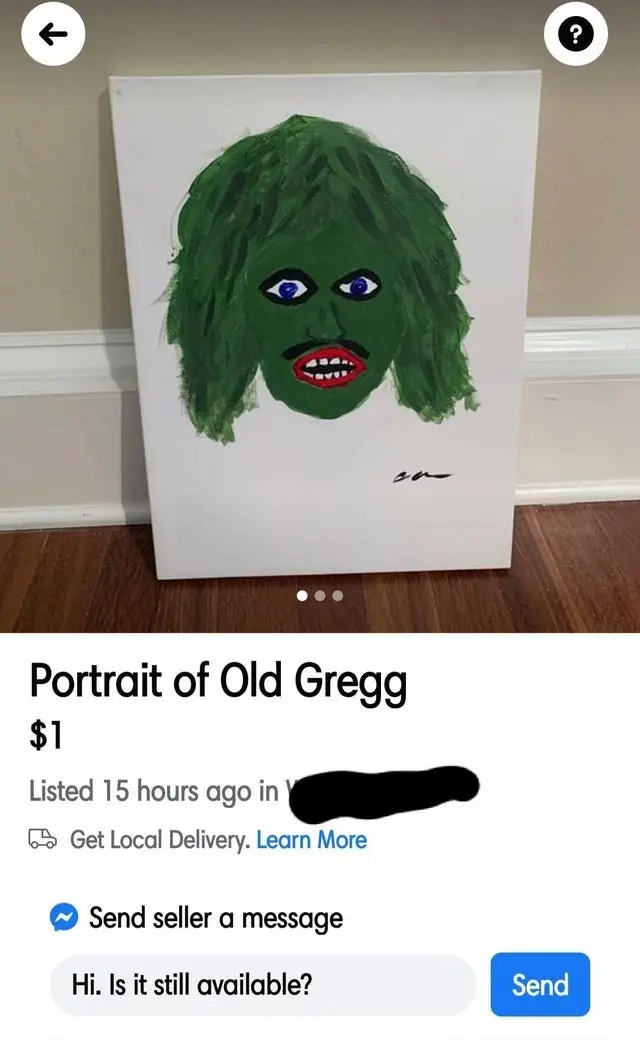 ?
Portrait of Old Gregg
$1
Listed 15 hours ago in
Get Local Delivery. Learn More
Send seller a message
Hi. Is it still available?
Send